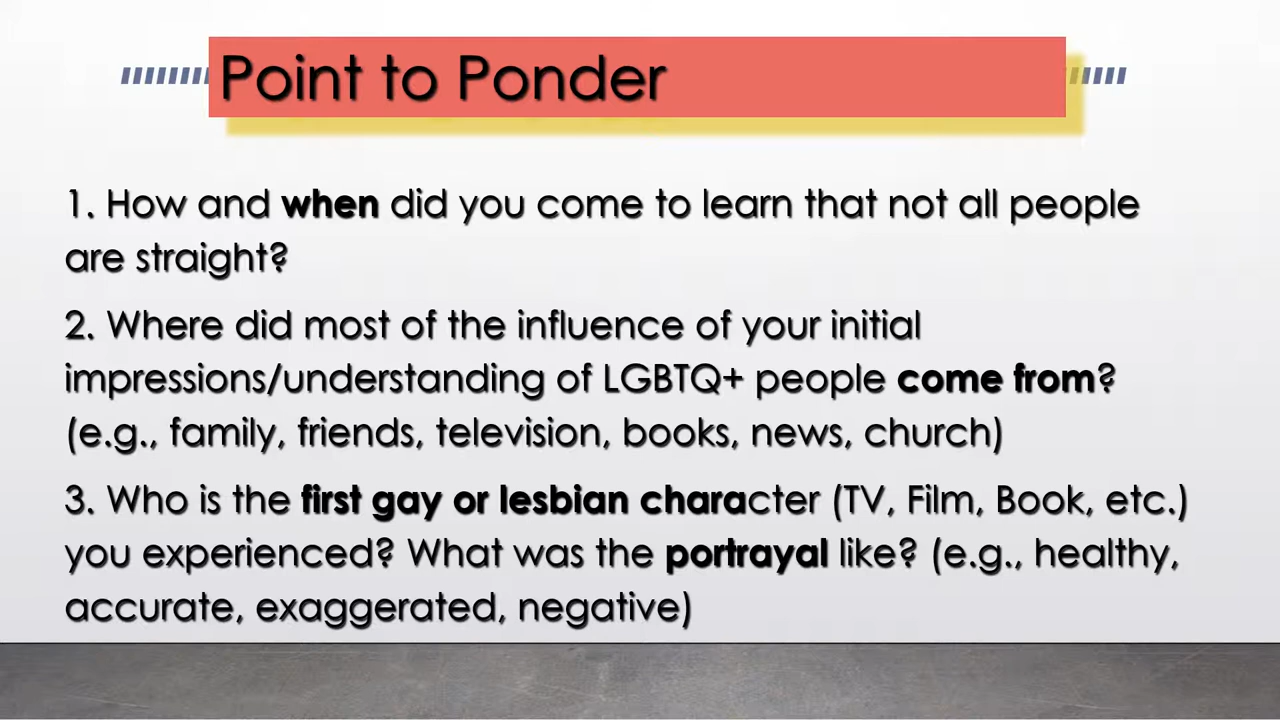 Point to Ponder
1. How and when did you come to learn that not all people
are straight?
2. Where did most of the influence of your initial
impressions/understanding of LGBTQ+ people come from?
(e.g., family, friends, television, books, news, church)
3. Who is the first gay or lesbian character (TV, Film, Book, etc.)
you experienced? What was the portrayal like? (e.g., healthy,
accurate, exaggerated, negative)